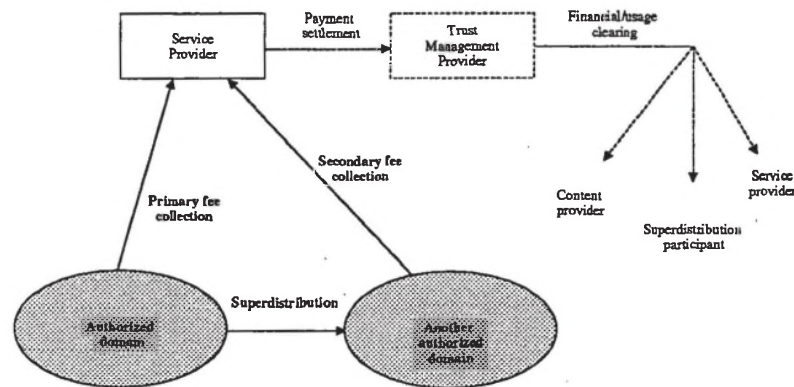 Payment
settlement
Financial/usage
clearing
Service
Provider
Trust
Management
Provider
Secondary fee
collection
Primary fee
collection
Content
provider
Service
provider
Superdistribution
participant
Superdistribution
Authorized
domain
Another
authorized
domain